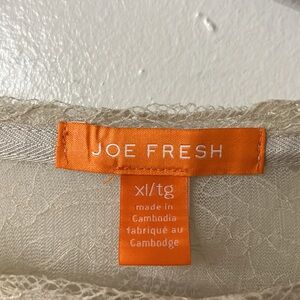 JOE FRESH
xl/tg
made in
Cambodia
fabriqué au
Cambodge